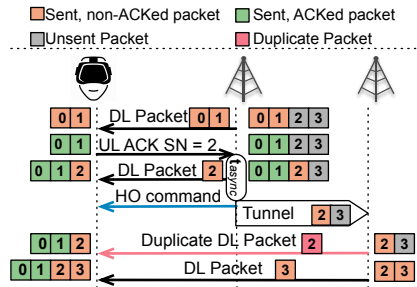 Sent, non-ACKed packet
Sent, ACKed packet
Unsent Packet
Duplicate Packet
0 1
DL Packet
0 1
0 1 2 3
0 1
UL ACK SN = 2
0 1 2 3
0 1 2
DL Packet
2
tasync
0 1 2 3
HO command
Tunnel
2 3
0 1 2
Duplicate DL Packet
2
2 3
0 1 2 3
DL Packet
3
2 3